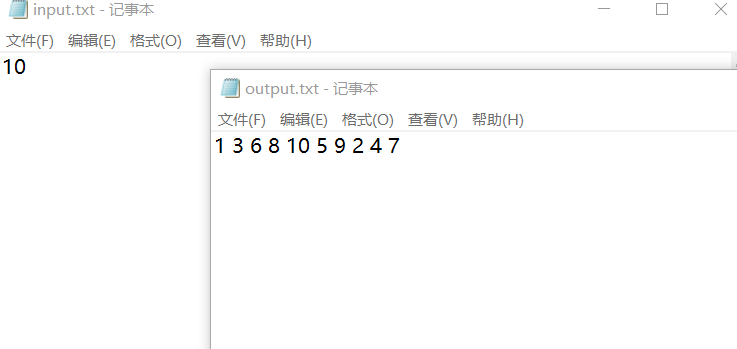 input.txt - 记事本
文件(F) 编辑(E) 格式(O) 查看(V) 帮助(H)
10
output.txt - 记事本
文件(F) 编辑(E) 格式(O) 查看(V) 帮助(H)
1 3 6 8 10 5 9 2 4 7